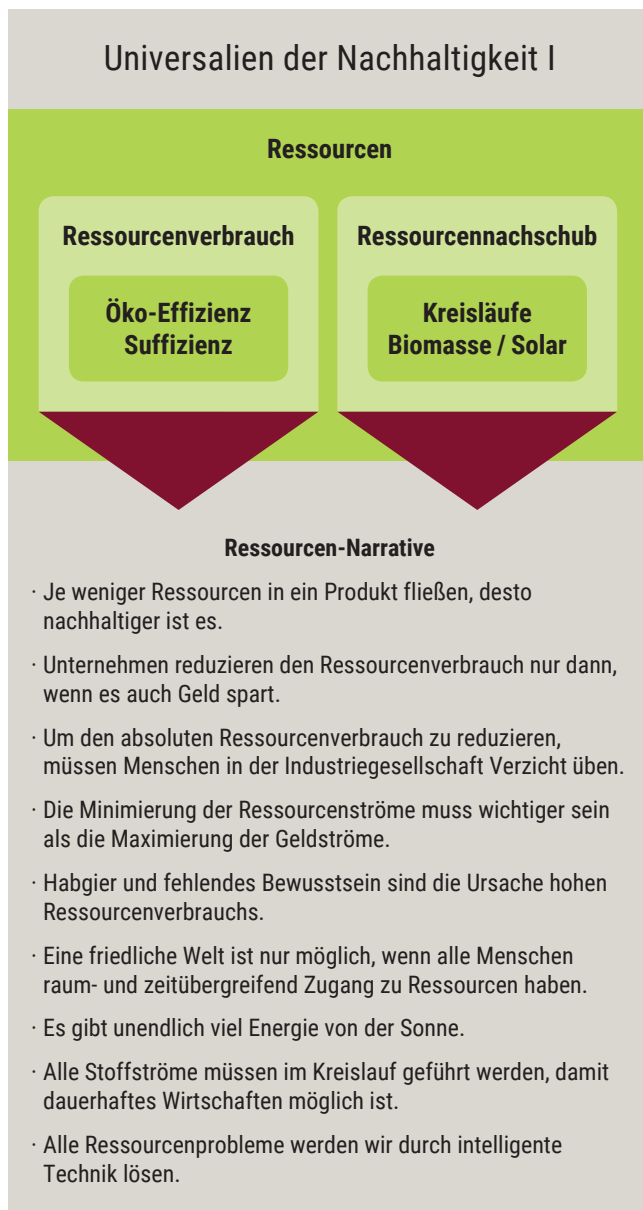 Universalien der Nachhaltigkeit I
Ressourcen
Ressourcenverbrauch
Öko-Effizienz
Suffizienz
Ressourcennachschub
Kreisläufe
Biomasse / Solar
Ressourcen-Narrative
· Je weniger Ressourcen in ein Produkt fließen, desto
nachhaltiger ist es.
· Unternehmen reduzieren den Ressourcenverbrauch nur dann,
wenn es auch Geld spart.
· Um den absoluten Ressourcenverbrauch zu reduzieren,
müssen Menschen in der Industriegesellschaft Verzicht üben.
· Die Minimierung der Ressourcenströme muss wichtiger sein
als die Maximierung der Geldströme.
· Habgier und fehlendes Bewusstsein sind die Ursache hohen
Ressourcenverbrauchs.
· Eine friedliche Welt ist nur möglich, wenn alle Menschen
raum- und zeitübergreifend Zugang zu Ressourcen haben.
· Es gibt unendlich viel Energie von der Sonne.
· Alle Stoffströme müssen im Kreislauf geführt werden, damit
dauerhaftes Wirtschaften möglich ist.
· Alle Ressourcenprobleme werden wir durch intelligente
Technik lösen.